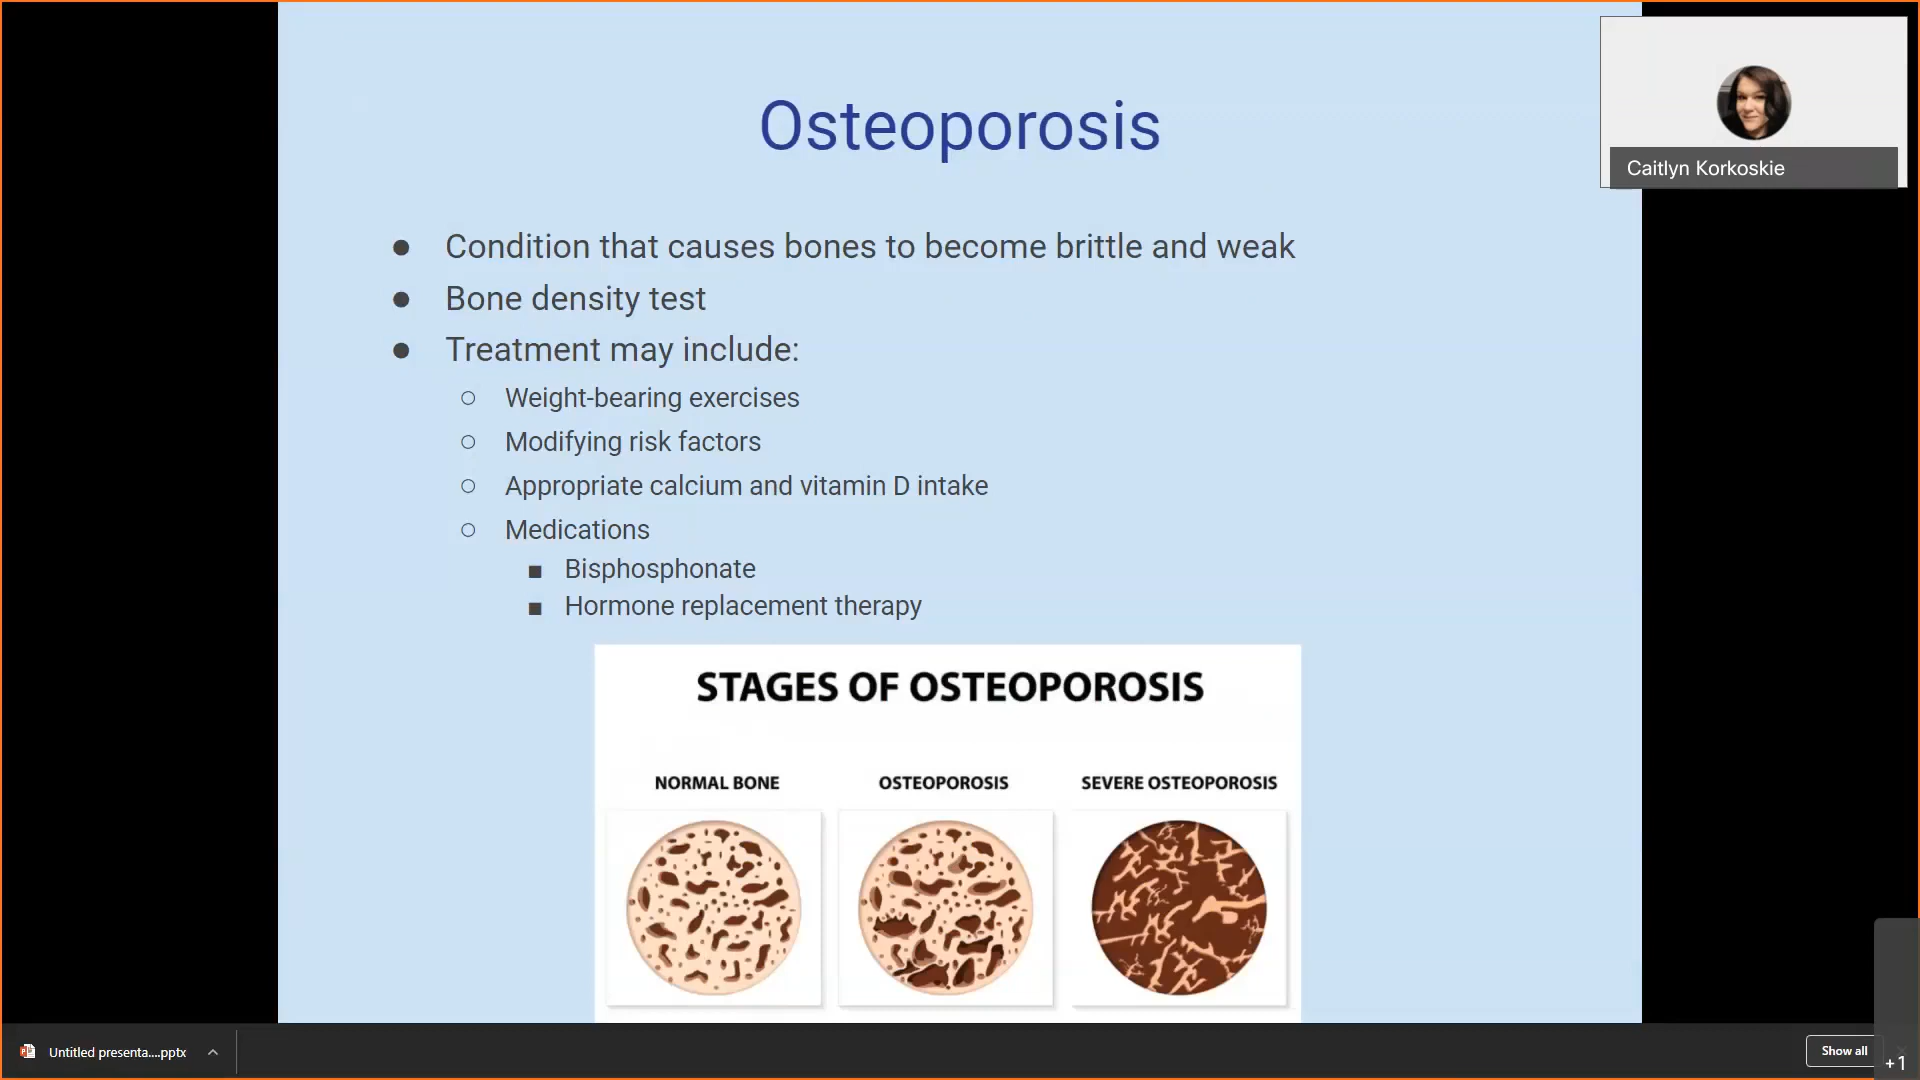 Osteoporosis
Caitlyn Korkoskie
● Condition that causes bones to become brittle and weak
● Bone density test
● Treatment may include:
○ Weight-bearing exercises
○ Modifying risk factors
○ Appropriate calcium and vitamin D intake
○ Medications
■ Bisphosphonate
■ Hormone replacement therapy
STAGES OF OSTEOPOROSIS
NORMAL BONE
OSTEOPOROSIS
SEVERE OSTEOPOROSIS
Untitled presenta....pptx
Show all
+1